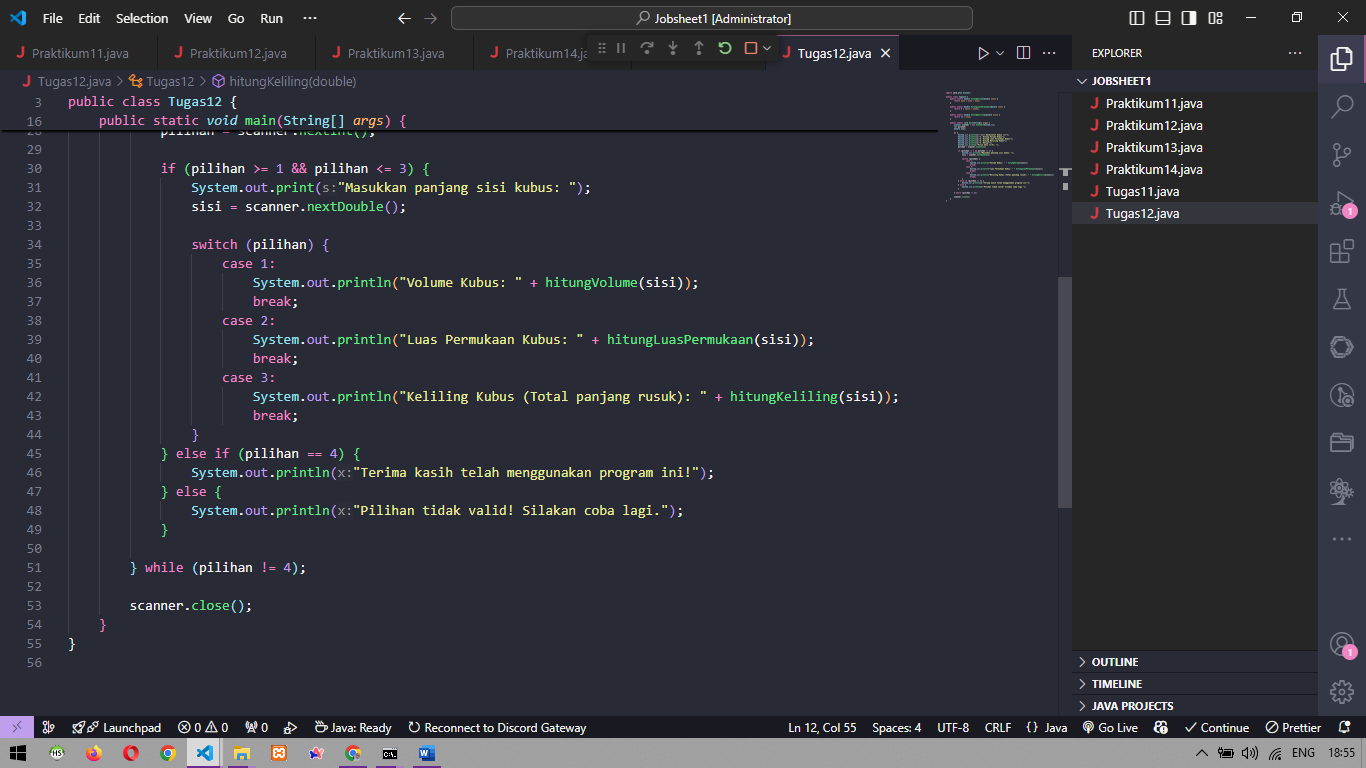 File Edit Selection View Go Run ··· Jobsheet1 [Administrator]
Praktikum11.java Praktikum12.java Praktikum13.java Praktikum14.ja Tugas12.java
Tugas12.java > Tugas12 > hitungKeliling(double)
3 public class Tugas12 {
16 public static void main(String[] args) {
28 pilihan = scanner.nextInt();
29
30 if (pilihan >= 1 && pilihan <= 3) {
31 System.out.print(s:"Masukkan panjang sisi kubus: ");
32 sisi = scanner.nextDouble();
33
34 switch (pilihan) {
35 case 1:
36 System.out.println("Volume Kubus: " + hitungVolume(sisi));
37 break;
38 case 2:
39 System.out.println("Luas Permukaan Kubus: " + hitungLuasPermukaan(sisi));
40 break;
41 case 3:
42 System.out.println("Keliling Kubus (Total panjang rusuk): " + hitungKeliling(sisi));
43 break;
44 }
45 } else if (pilihan == 4) {
46 System.out.println(x:"Terima kasih telah menggunakan program ini!");
47 } else {
48 System.out.println(x:"Pilihan tidak valid! Silakan coba lagi.");
49 }
50
51 } while (pilihan != 4);
52
53 scanner.close();
54 }
55 }
56
EXPLORER
JOBSHEET1
Praktikum11.java
Praktikum12.java
Praktikum13.java
Praktikum14.java
Tugas11.java
Tugas12.java
1
1
OUTLINE
TIMELINE
JAVA PROJECTS
Launchpad 0 0 0 Java: Ready Reconnect to Discord Gateway Ln 12, Col 55 Spaces: 4 UTF-8 CRLF {} Java Go Live Continue Prettier
HS ENG 18:55